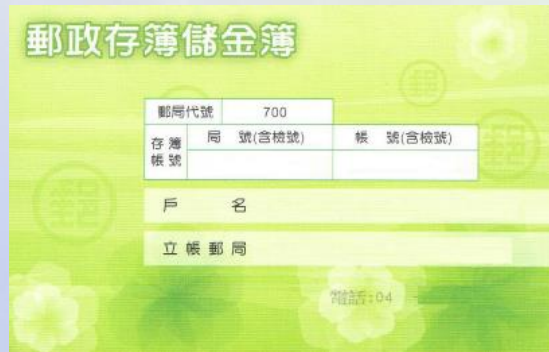 郵政存簿儲金簿
郵局代號 700
存簿帳號 局 號(含檢號) 帳 號(含檢號)
戶 名
立帳郵局
電話:04